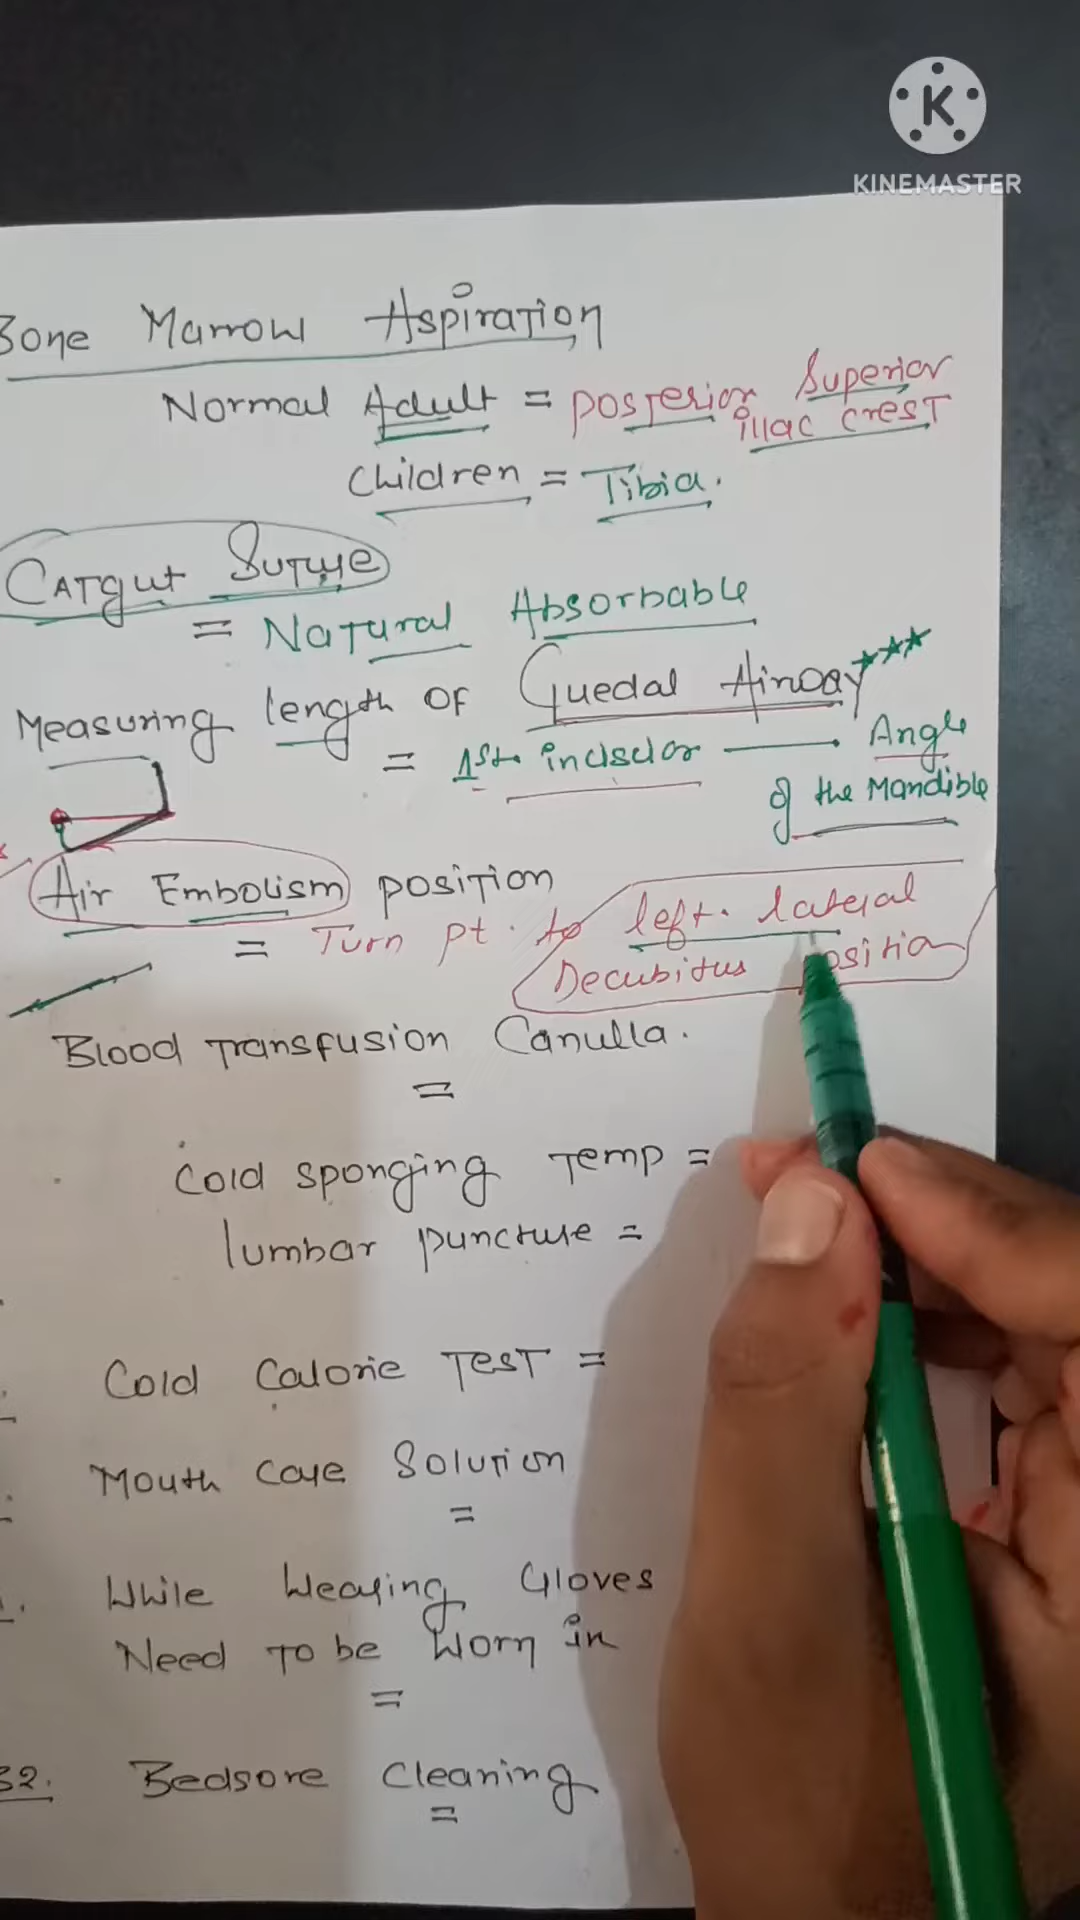 KINEMASTER
Bone Marrow Aspiration
Normal Adult = Posterior Superior
illac crest
Children = Tibia.
Catgut Suture
= Natural Absorbable
Measuring length of Guedal Airway***
= 1st incisior — Angle
of the Mandible
Air Embolism position
= Turn pt. to left. lateral
Decubitus position
Blood transfusion Canulla.
=
Cold sponging Temp =
lumbar puncture =
Cold Calorie Test =
Mouth care Solution
=
While Wearing Gloves
Need to be Worn in
=
32. Bedsore Cleaning
=